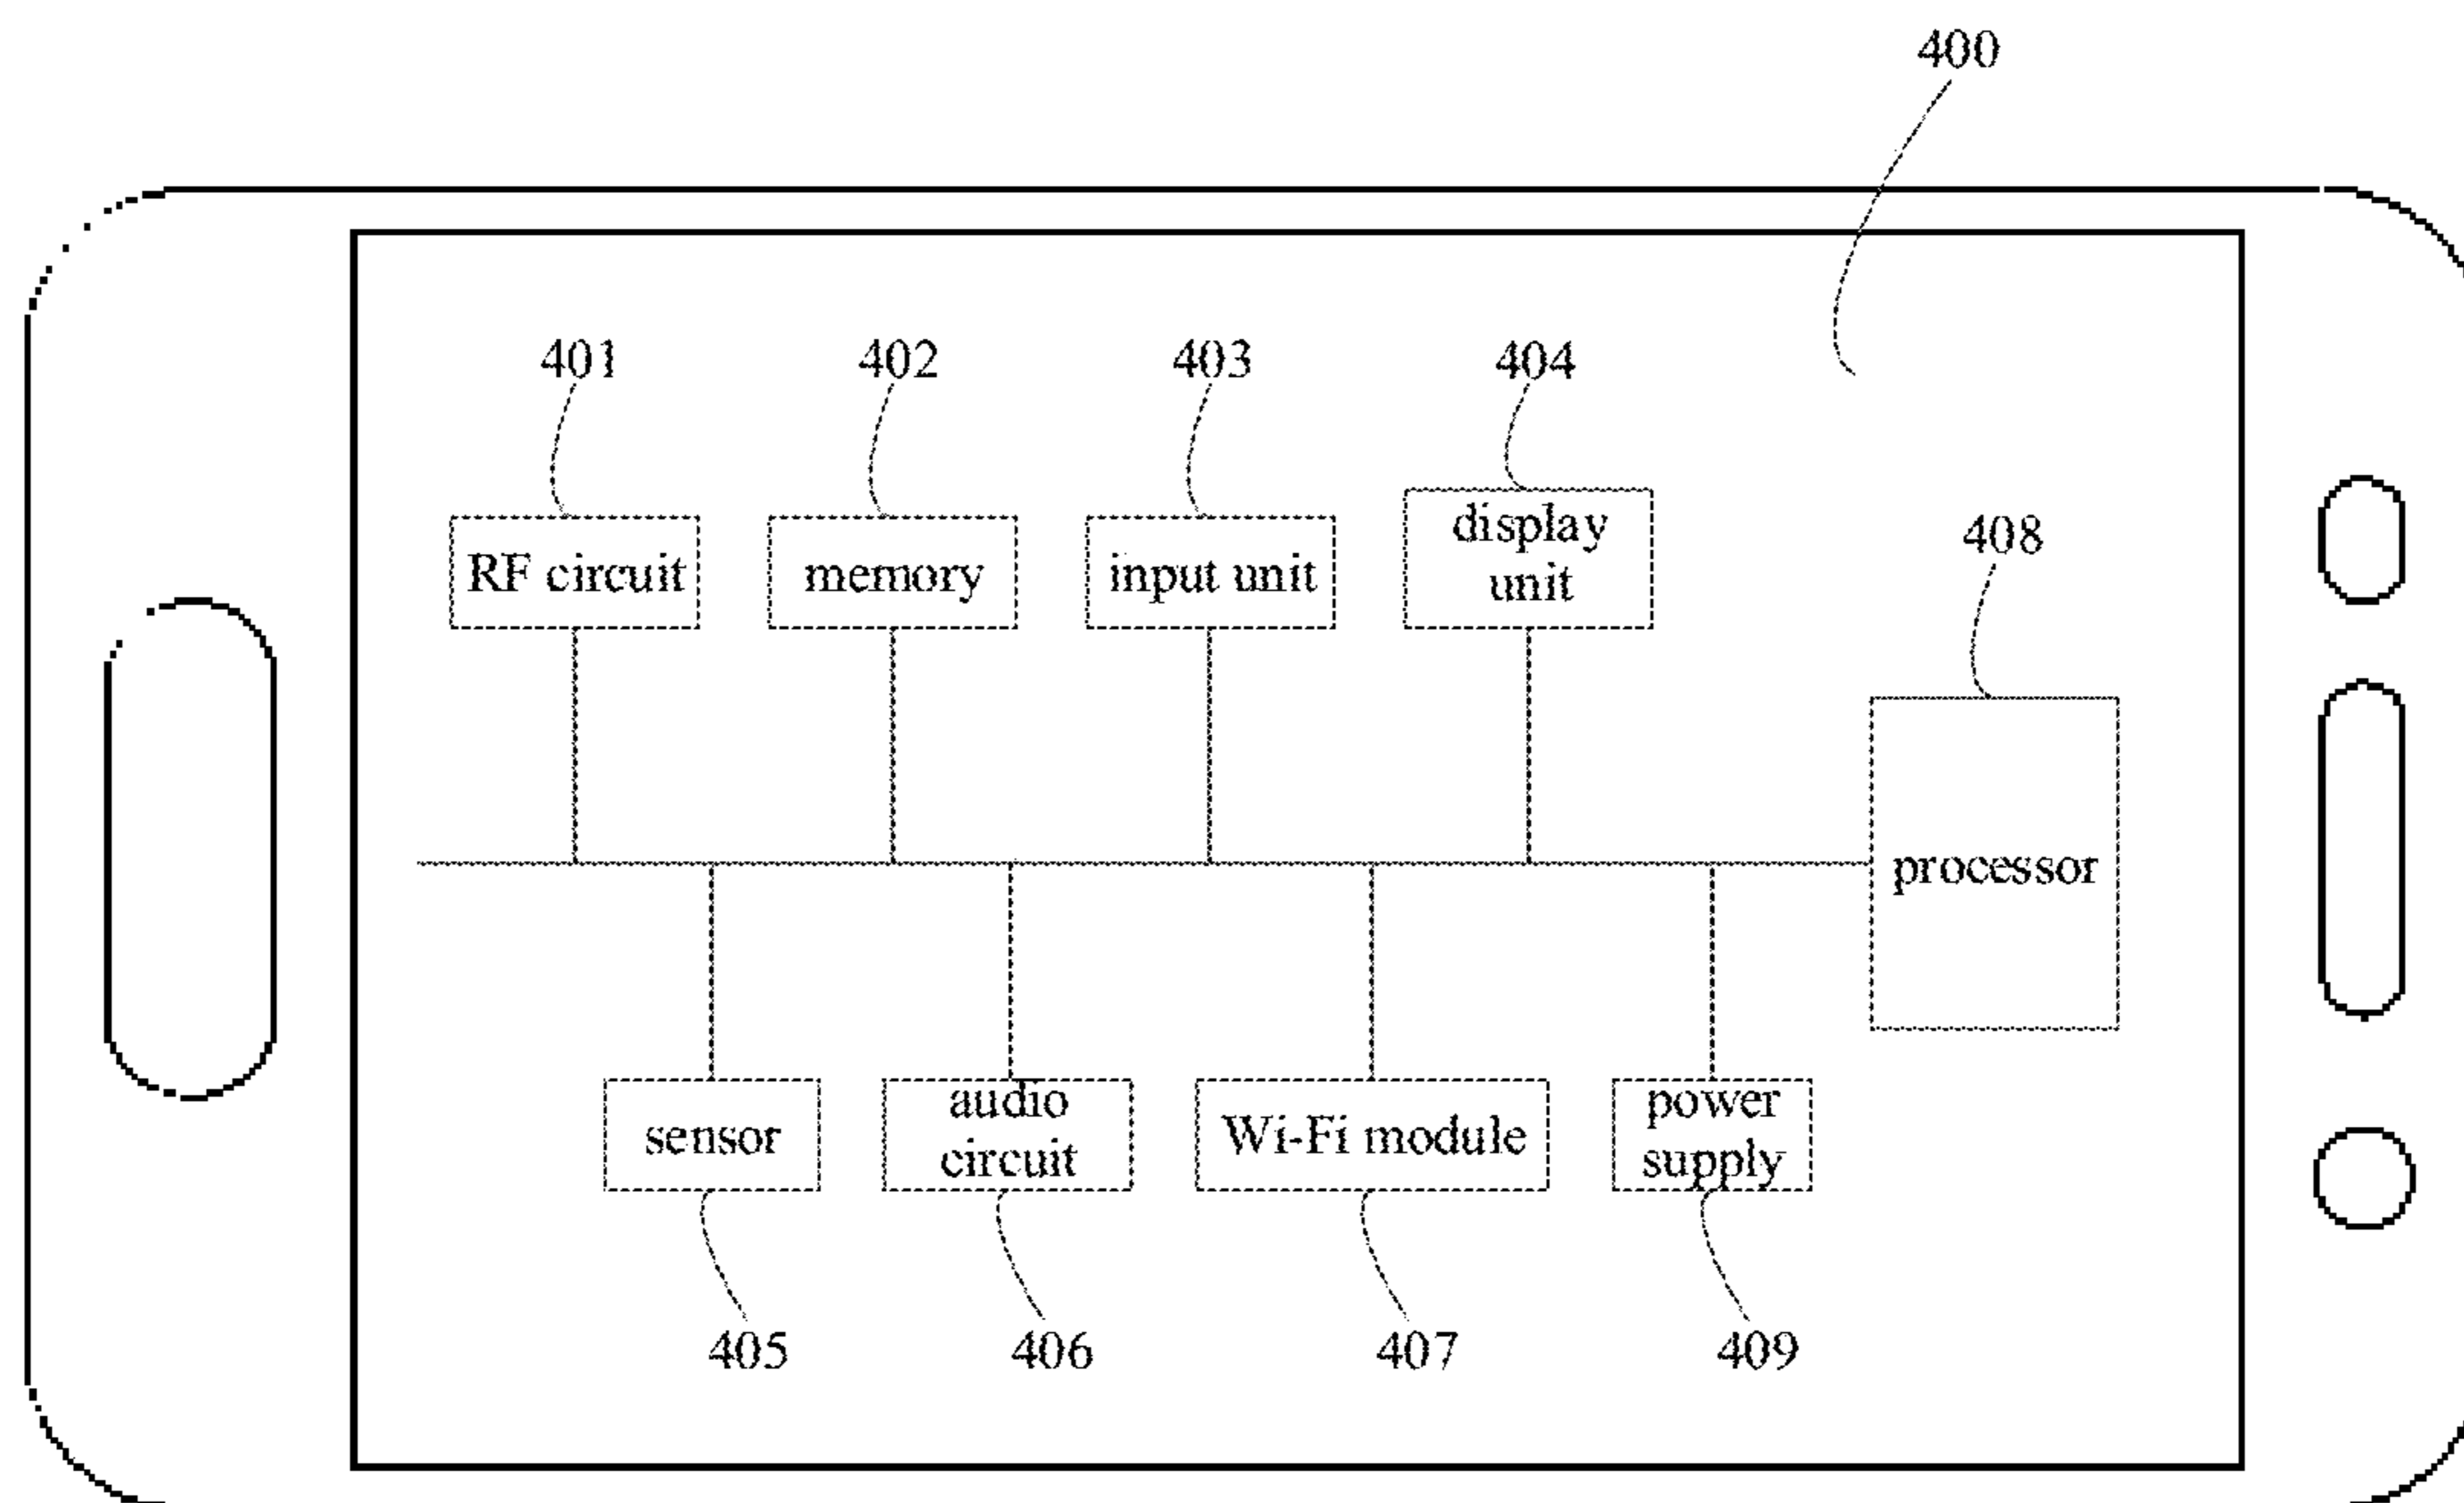 400
401
402
403
404
408
RF circuit
memory
input unit
display
unit
processor
sensor
audio
circuit
Wi-Fi module
power
supply
405
406
407
409